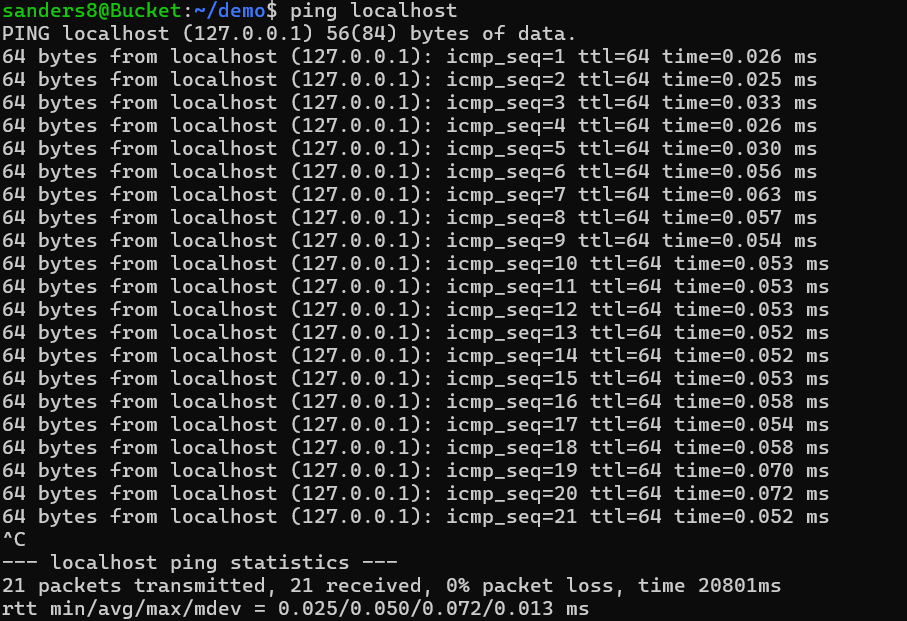 sanders8@Bucket:~/demo$ ping localhost
PING localhost (127.0.0.1) 56(84) bytes of data.
64 bytes from localhost (127.0.0.1): icmp_seq=1 ttl=64 time=0.026 ms
64 bytes from localhost (127.0.0.1): icmp_seq=2 ttl=64 time=0.025 ms
64 bytes from localhost (127.0.0.1): icmp_seq=3 ttl=64 time=0.033 ms
64 bytes from localhost (127.0.0.1): icmp_seq=4 ttl=64 time=0.026 ms
64 bytes from localhost (127.0.0.1): icmp_seq=5 ttl=64 time=0.030 ms
64 bytes from localhost (127.0.0.1): icmp_seq=6 ttl=64 time=0.056 ms
64 bytes from localhost (127.0.0.1): icmp_seq=7 ttl=64 time=0.063 ms
64 bytes from localhost (127.0.0.1): icmp_seq=8 ttl=64 time=0.057 ms
64 bytes from localhost (127.0.0.1): icmp_seq=9 ttl=64 time=0.054 ms
64 bytes from localhost (127.0.0.1): icmp_seq=10 ttl=64 time=0.053 ms
64 bytes from localhost (127.0.0.1): icmp_seq=11 ttl=64 time=0.053 ms
64 bytes from localhost (127.0.0.1): icmp_seq=12 ttl=64 time=0.053 ms
64 bytes from localhost (127.0.0.1): icmp_seq=13 ttl=64 time=0.052 ms
64 bytes from localhost (127.0.0.1): icmp_seq=14 ttl=64 time=0.052 ms
64 bytes from localhost (127.0.0.1): icmp_seq=15 ttl=64 time=0.053 ms
64 bytes from localhost (127.0.0.1): icmp_seq=16 ttl=64 time=0.058 ms
64 bytes from localhost (127.0.0.1): icmp_seq=17 ttl=64 time=0.054 ms
64 bytes from localhost (127.0.0.1): icmp_seq=18 ttl=64 time=0.058 ms
64 bytes from localhost (127.0.0.1): icmp_seq=19 ttl=64 time=0.070 ms
64 bytes from localhost (127.0.0.1): icmp_seq=20 ttl=64 time=0.072 ms
64 bytes from localhost (127.0.0.1): icmp_seq=21 ttl=64 time=0.052 ms
^C
--- localhost ping statistics ---
21 packets transmitted, 21 received, 0% packet loss, time 20801ms
rtt min/avg/max/mdev = 0.025/0.050/0.072/0.013 ms